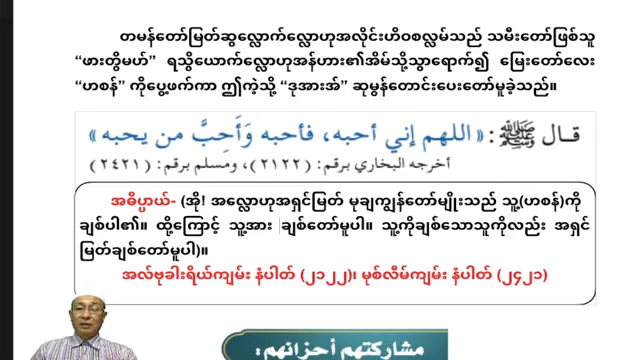 တမန်တော်မြတ်ဆွလ္လောက်လ္လောဟုအလိုင်းဟိဝစလ္လမ်သည် သမီးတော်ဖြစ်သူ
“ဖားတွိမဟ်” ရသွိယောက်လ္လောဟုအန်ဟား၏အိမ်သို့သွာရောက်၍ မြေးတော်လေး
“ဟစန်” ကိုပွေ့ဖက်ကာ ဤကဲ့သို့ “ဒုအားအ်” ဆုမွန်တောင်းပေးတော်မူခဲ့သည်။
قال ﷺ: «اللهم إني أحبه، فأحبه وَأَحِبَّ من يحبه»
أخرجه البخاري برقم: (٢١٢٢)، ومسلم برقم: (٢٤٢١)
အဓိပ္ပာယ်- (အို! အလ္လောဟုအရှင်မြတ် မုချကျွန်တော်မျိုးသည် သူ့(ဟစန်)ကို
ချစ်ပါ၏။ ထို့ကြောင့် သူ့အား ချစ်တော်မူပါ။ သူ့ကိုချစ်သောသူကိုလည်း အရှင်
မြတ်ချစ်တော်မူပါ)။
အလ်ဗုခါးရိယ်ကျမ်း နံပါတ် (၂၁၂၂)၊ မုစ်လီမ်ကျမ်း နံပါတ် (၂၄၂၁)
مشاركتهم أحزانهم: